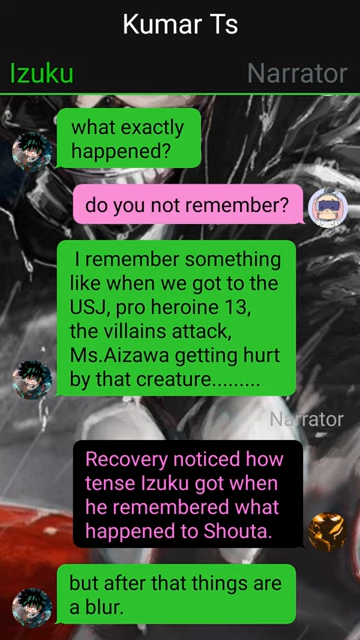 Kumar Ts
Izuku
Narrator
what exactly
happened?
do you not remember?
I remember something
like when we got to the
USJ, pro heroine 13,
the villains attack,
Ms.Aizawa getting hurt
by that creature.........
Narrator
Recovery noticed how
tense Izuku got when
he remembered what
happened to Shouta.
but after that things are
a blur.